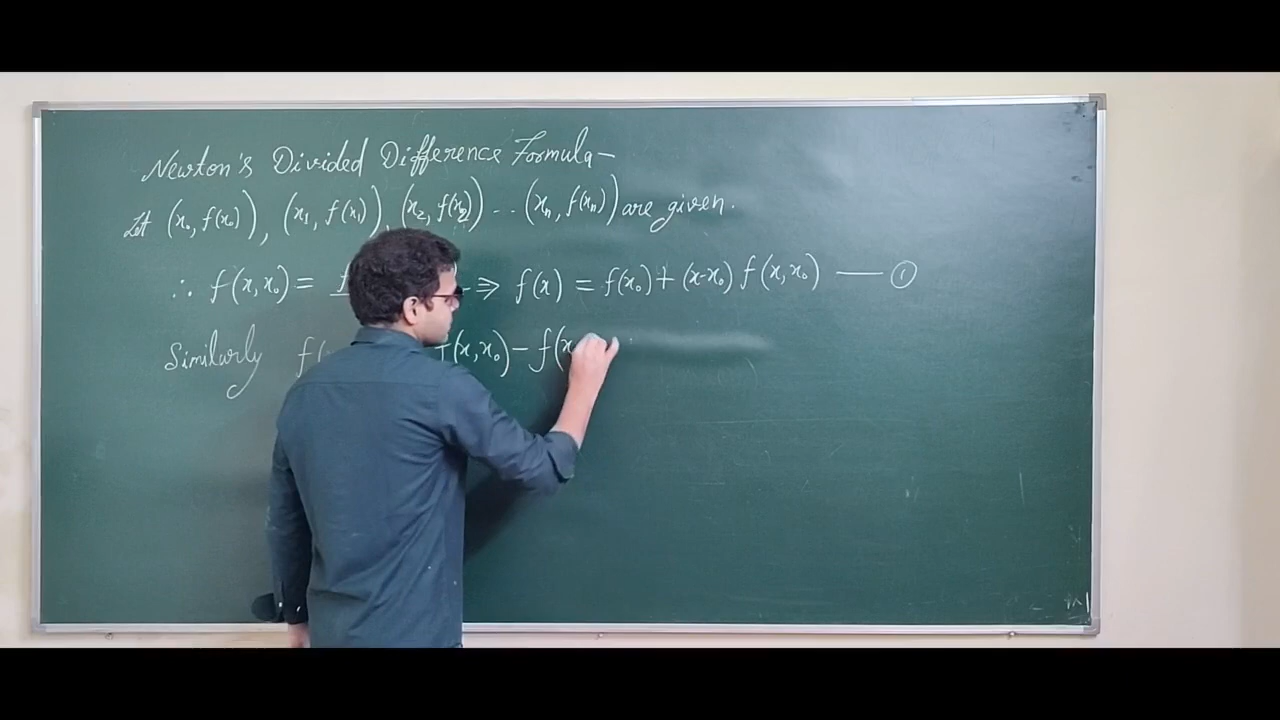 Newton's Divided Difference Formula–
Let (x₀, f(x₀)), (x₁, f(x₁)), (x₂, f(x₂)) -- (xₙ, f(xₙ)) are given.
∴ f(x, x₀) = ⇒ f(x) = f(x₀) + (x-x₀) f(x, x₀) — ①
Similarly f( f(x, x₀) – f(x